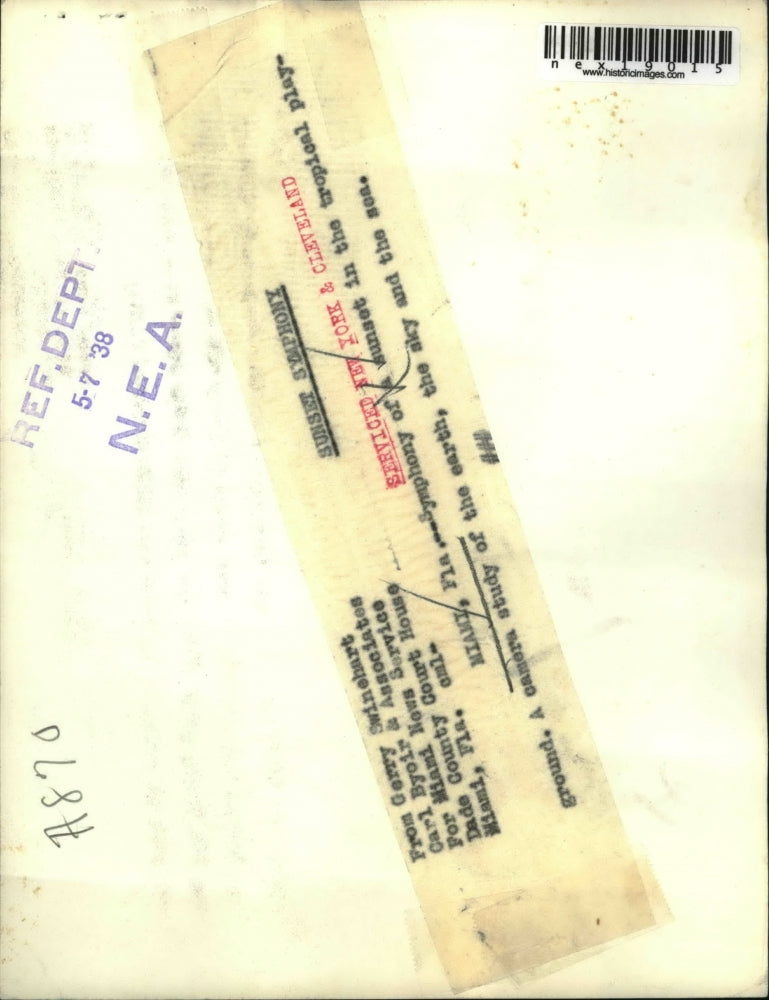 nex19015
www.historicimages.com
REF. DEPT.
5-7 '38
N. E. A.
From Gerry Swinehart
Carl Byoir & Associates
For Miami News Service
Dade County Court House
Miami, Fla. enl-
SUNSET SYMPHONY
SERVICED NEW YORK & CLEVELAND
MIAMI, Fla.--Symphony of a sunset in the tropical play-
ground. A camera study of the earth, the sky and the sea.
###